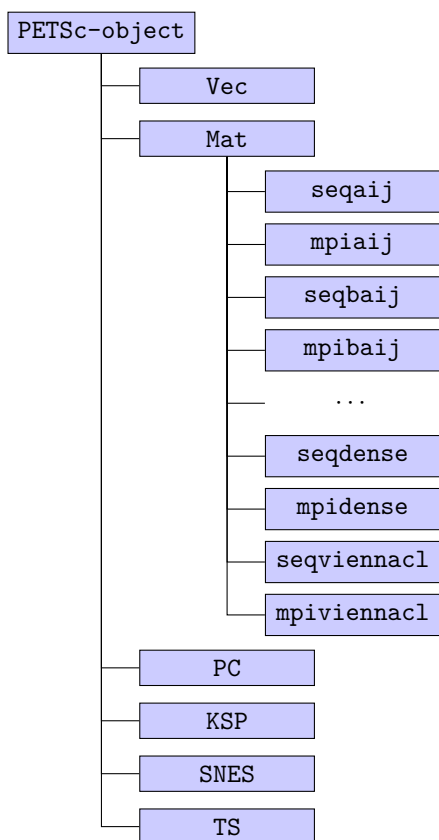 PETSc-object
Vec
Mat
seqaij
mpiaij
seqbaij
mpibaij
...
seqdense
mpidense
seqviennacl
mpiviennacl
PC
KSP
SNES
TS